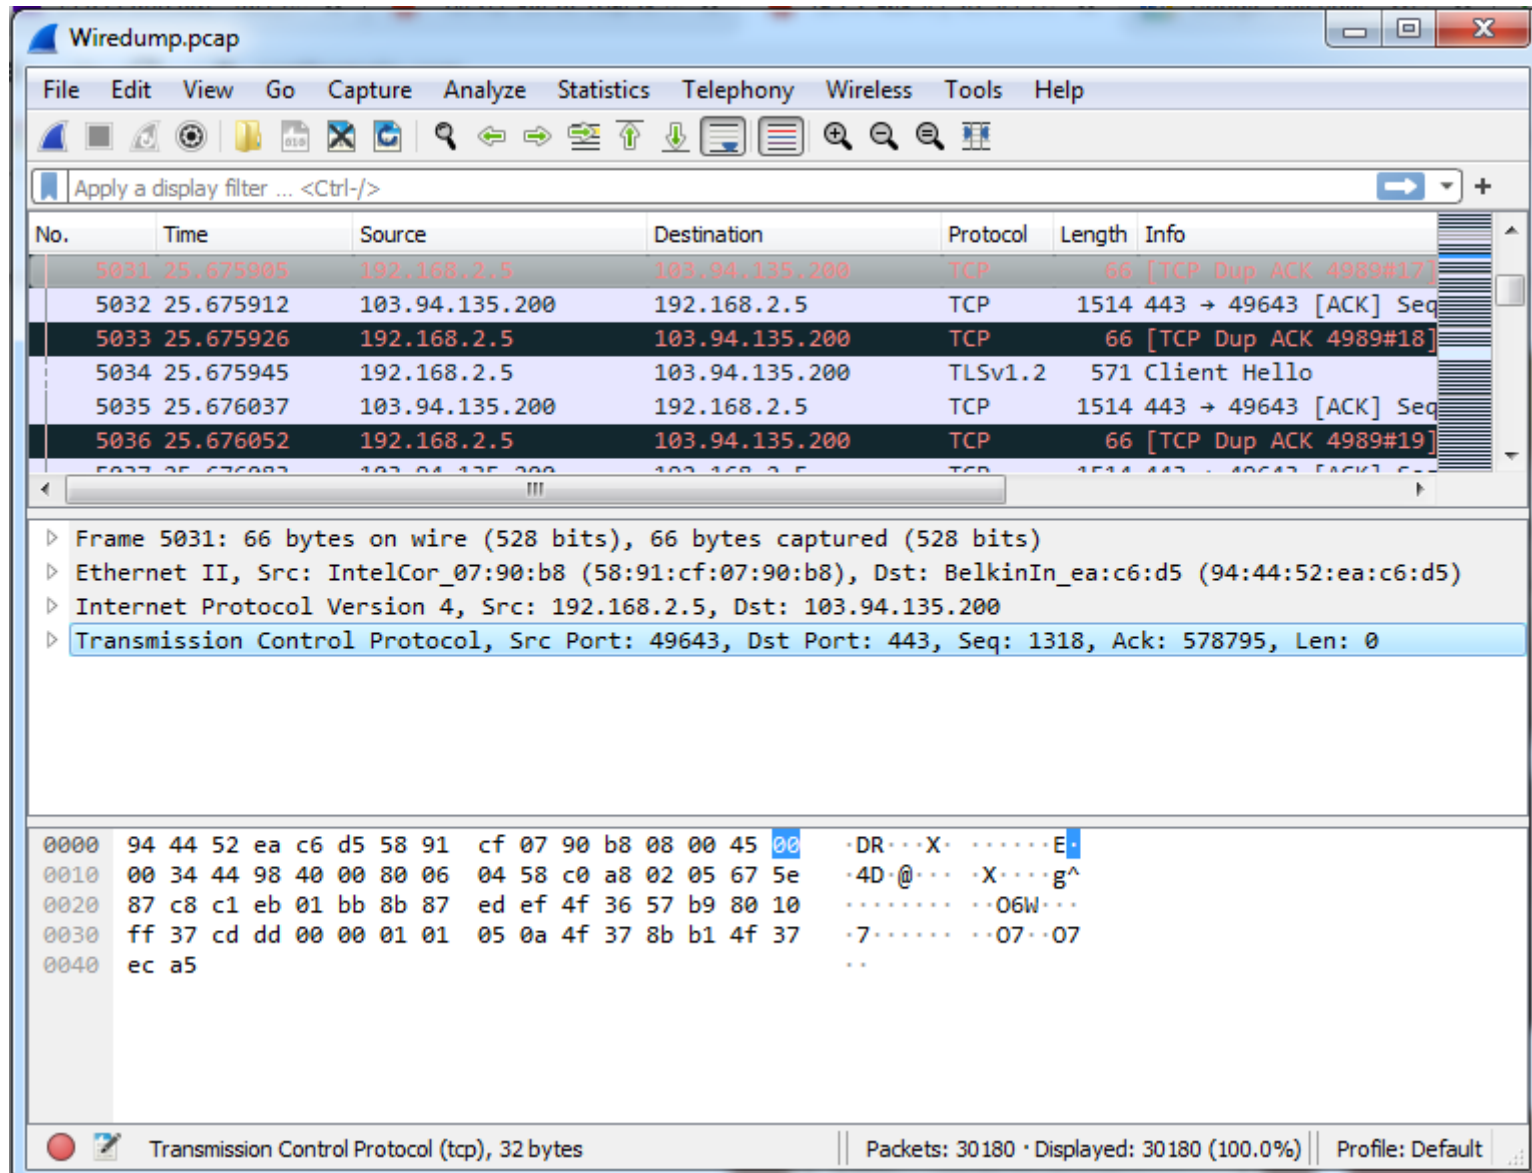 Wiredump.pcap
File Edit View Go Capture Analyze Statistics Telephony Wireless Tools Help
Apply a display filter ... <Ctrl-/>
No. Time Source Destination Protocol Length Info
5031 25.675905 192.168.2.5 103.94.135.200 TCP 66 [TCP Dup ACK 4989#17]
5032 25.675912 103.94.135.200 192.168.2.5 TCP 1514 443 → 49643 [ACK] Seq
5033 25.675926 192.168.2.5 103.94.135.200 TCP 66 [TCP Dup ACK 4989#18]
5034 25.675945 192.168.2.5 103.94.135.200 TLSv1.2 571 Client Hello
5035 25.676037 103.94.135.200 192.168.2.5 TCP 1514 443 → 49643 [ACK] Seq
5036 25.676052 192.168.2.5 103.94.135.200 TCP 66 [TCP Dup ACK 4989#19]
Frame 5031: 66 bytes on wire (528 bits), 66 bytes captured (528 bits)
Ethernet II, Src: IntelCor_07:90:b8 (58:91:cf:07:90:b8), Dst: BelkinIn_ea:c6:d5 (94:44:52:ea:c6:d5)
Internet Protocol Version 4, Src: 192.168.2.5, Dst: 103.94.135.200
Transmission Control Protocol, Src Port: 49643, Dst Port: 443, Seq: 1318, Ack: 578795, Len: 0
0000 94 44 52 ea c6 d5 58 91 cf 07 90 b8 08 00 45 00 ·DR···X· ······E·
0010 00 34 44 98 40 00 80 06 04 58 c0 a8 02 05 67 5e ·4D·@··· ·X····g^
0020 87 c8 c1 eb 01 bb 8b 87 ed ef 4f 36 57 b9 80 10 ········ ··O6W···
0030 ff 37 cd dd 00 00 01 01 05 0a 4f 37 8b b1 4f 37 ·7······ ··O7··O7
0040 ec a5 ··
Transmission Control Protocol (tcp), 32 bytes Packets: 30180 · Displayed: 30180 (100.0%) Profile: Default